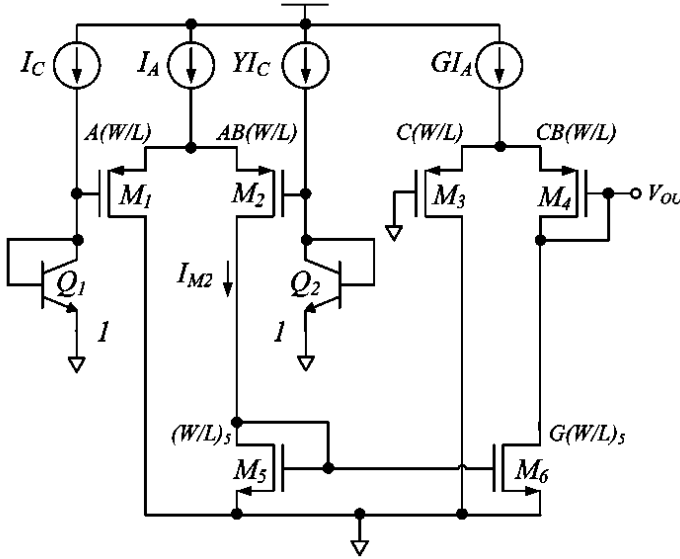 I_C I_A YI_C GI_A
A(W/L) AB(W/L) C(W/L) CB(W/L)
M_1 M_2 M_3 M_4 V_OU
Q_1 I_M2 Q_2
1 1
(W/L)_5 G(W/L)_5
M_5 M_6